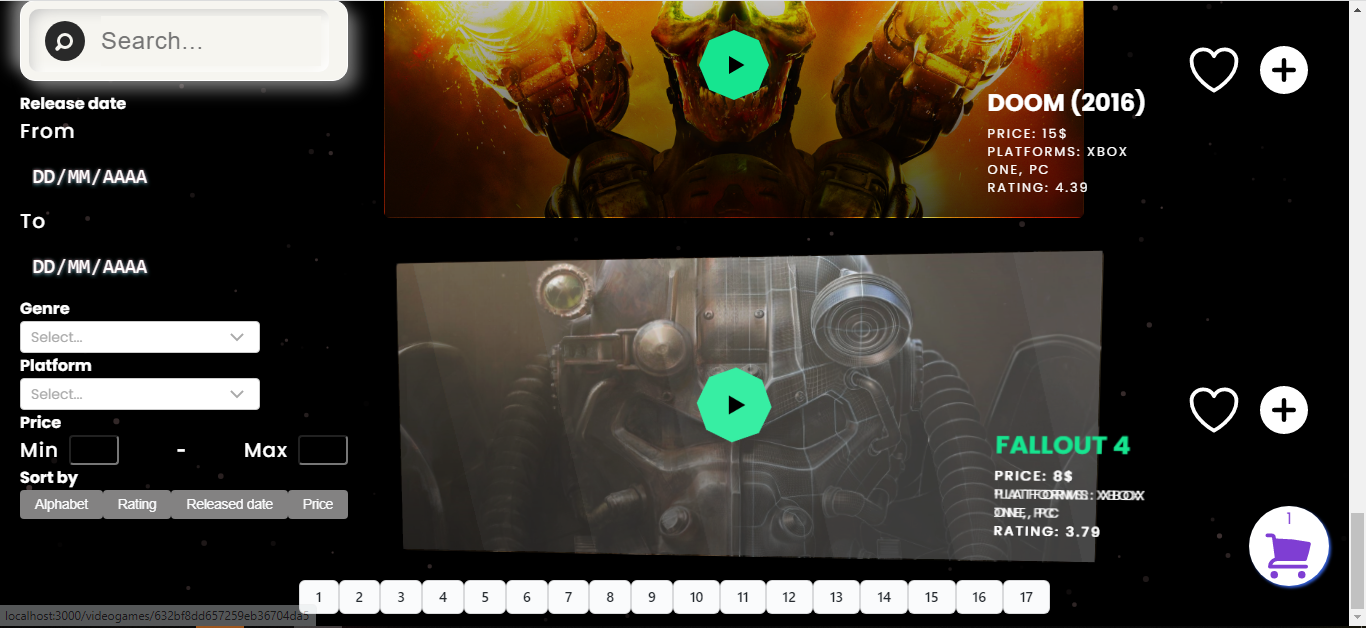 Search...
Release date
From
DD/MM/AAAA
To
DD/MM/AAAA
Genre
Select...
Platform
Select...
Price
Min - Max
Sort by
Alphabet Rating Released date Price
DOOM (2016)
PRICE: 15$
PLATFORMS: XBOX
ONE, PC
RATING: 4.39
FALLOUT 4
PRICE: 8$
PLATFORMS: XBOX
ONE, PC
RATING: 3.79
1
1 2 3 4 5 6 7 8 9 10 11 12 13 14 15 16 17
localhost:3000/videogames/632bf8dd657259eb36704da5